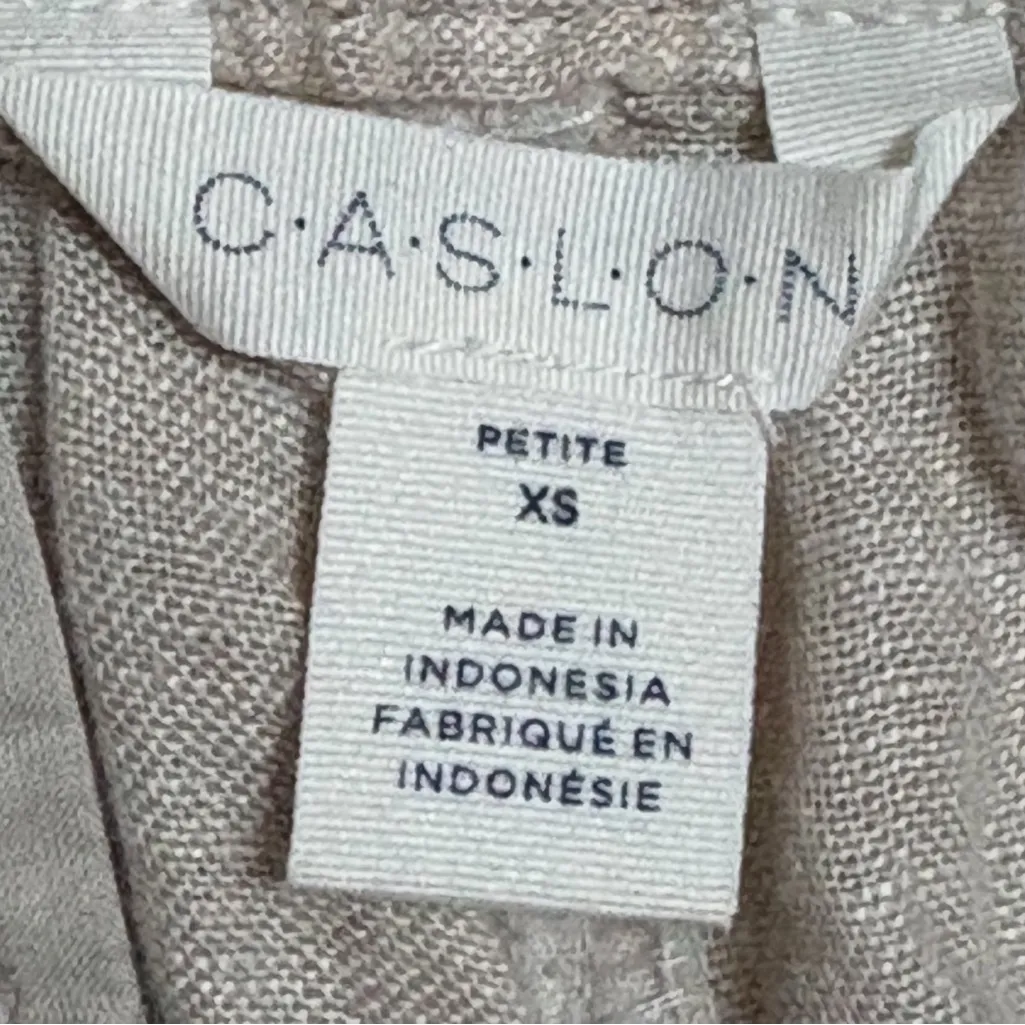 C·A·S·L·O·N
PETITE
XS
MADE IN
INDONESIA
FABRIQUÉ EN
INDONÉSIE